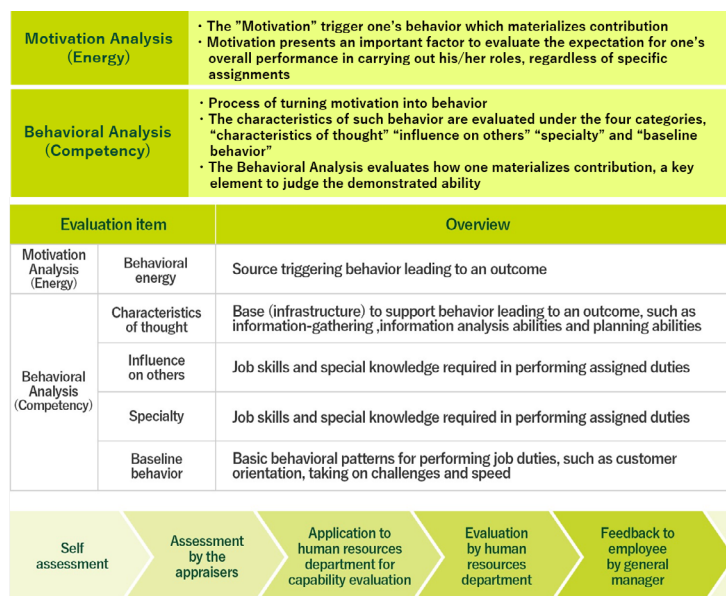 Motivation Analysis
(Energy)
・The ”Motivation” trigger one’s behavior which materializes contribution
・Motivation presents an important factor to evaluate the expectation for one’s
overall performance in carrying out his/her roles, regardless of specific
assignments
Behavioral Analysis
(Competency)
・Process of turning motivation into behavior
・The characteristics of such behavior are evaluated under the four categories,
“characteristics of thought” “influence on others” “specialty” and “baseline
behavior”
・The Behavioral Analysis evaluates how one materializes contribution, a key
element to judge the demonstrated ability
Evaluation item
Overview
Motivation
Analysis
(Energy)
Behavioral
energy
Source triggering behavior leading to an outcome
Behavioral
Analysis
(Competency)
Characteristics
of thought
Base (infrastructure) to support behavior leading to an outcome, such as
information-gathering ,information analysis abilities and planning abilities
Influence
on others
Job skills and special knowledge required in performing assigned duties
Specialty
Job skills and special knowledge required in performing assigned duties
Baseline
behavior
Basic behavioral patterns for performing job duties, such as customer
orientation, taking on challenges and speed
Self
assessment
Assessment
by the
appraisers
Application to
human resources
department for
capability evaluation
Evaluation
by human
resources
department
Feedback to
employee
by general
manager